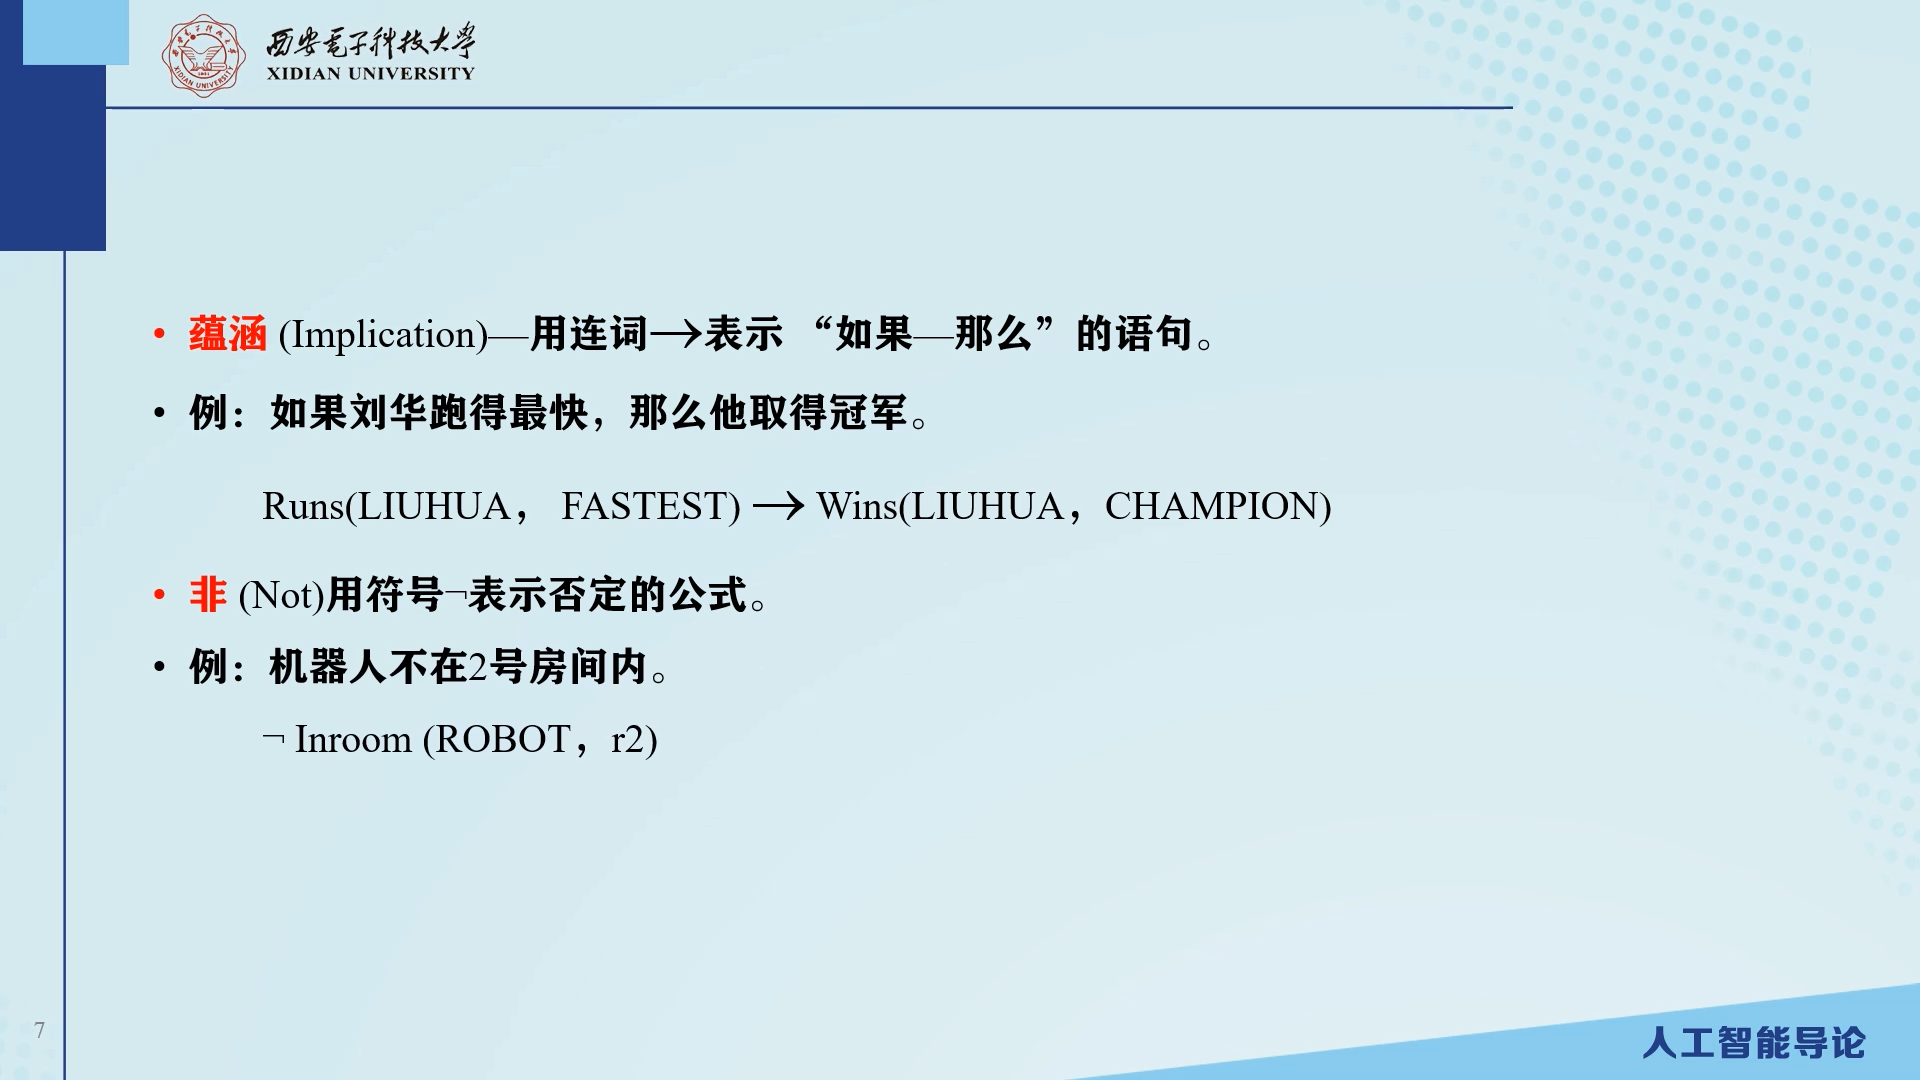 西安电子科技大学
XIDIAN UNIVERSITY
• 蕴涵 (Implication)—用连词→表示 “如果—那么”的语句。
• 例：如果刘华跑得最快，那么他取得冠军。
Runs(LIUHUA， FASTEST) → Wins(LIUHUA，CHAMPION)
• 非 (Not)用符号¬表示否定的公式。
• 例：机器人不在2号房间内。
¬ Inroom (ROBOT，r2)
7
人工智能导论